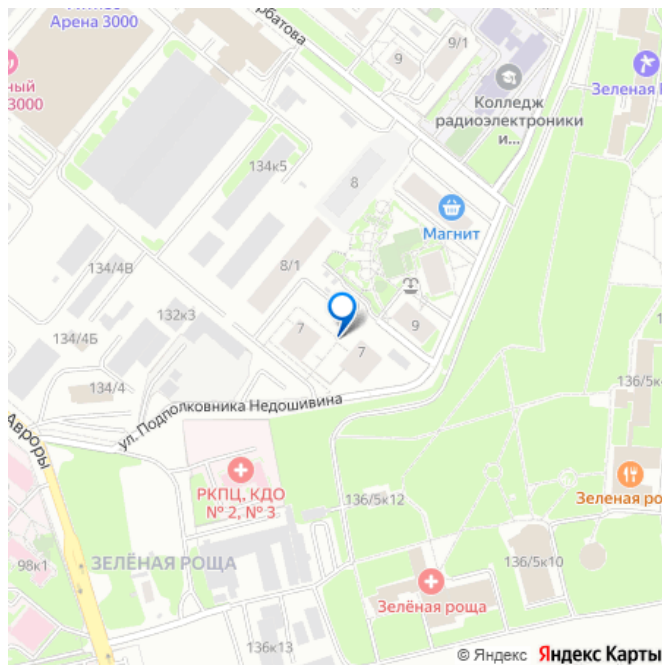 Арена 3000
9/1
9
ный
3000
Зеленая
Колледж
радиоэлектроники
и...
134к5
8
Магнит
134/4В
8/1
132к3
134/4Б
7
9
7
134/4
136/5к
ул. Подполковника Недошивина
Авроры
РКПЦ, КДО
№ 2, № 3
136/5к12
Зеленая ро
ЗЕЛЁНАЯ РОЩА
98к1
136/5к10
Зелёная роща
136к13
© Яндекс Яндекс Карты